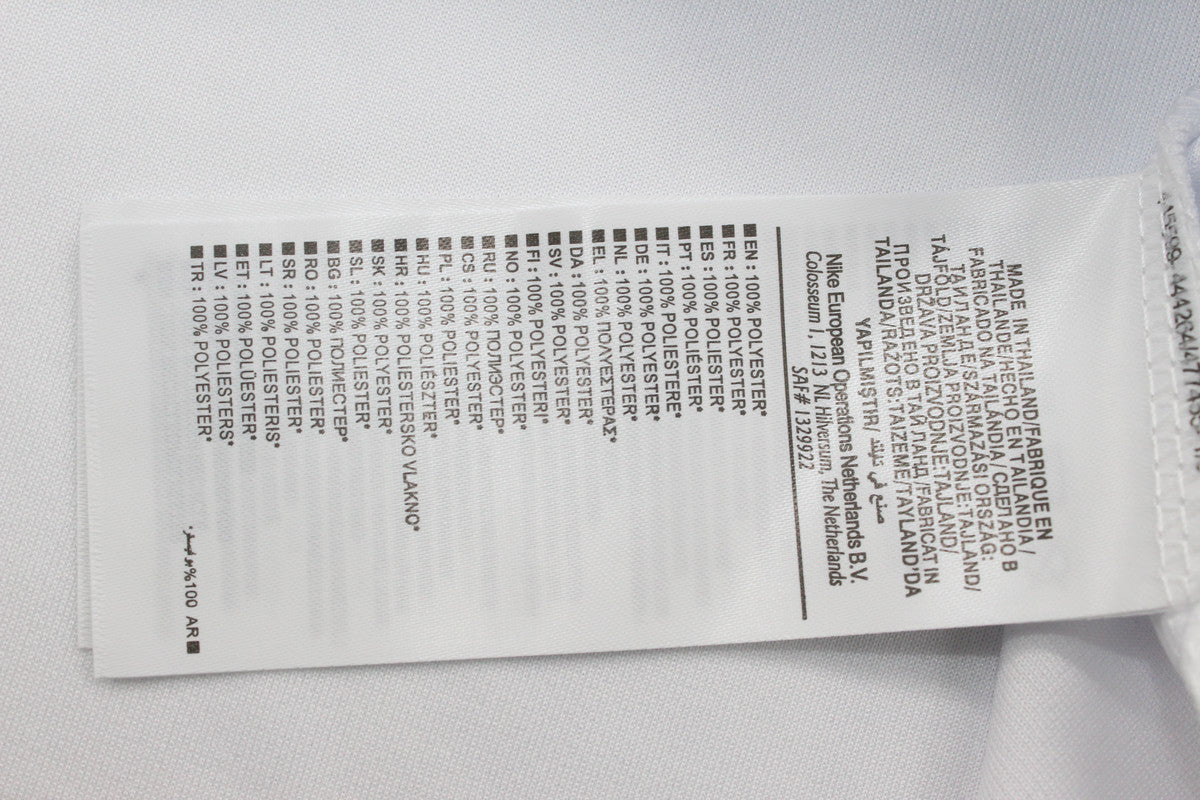 MADE IN THAILAND/FABRIQUE EN
THAILANDE/HECHO EN TAILANDIA /
FABRICADO NA TAILÂNDIA / СДЕЛАНО В
ТАИЛАНДЕ/SZÁRMAZÁSI ORSZÁG:
TÁJFÖLD/ZEMLJA PROIZVODNJE:TAJLAND/
DRŽAVA PROIZVODNJE:TAJLAND/
ПРОИЗВЕДЕНО В ТАЙЛАНД /FABRICAT IN
TAILANDA/RAŽOTS:TAIZEME/TAYLAND'DA
YAPILMIŞTIR/ صنع في تايلند
Nike European Operations Netherlands B.V.
Colosseum 1, 1213 NL Hilversum, The Netherlands
SAF# 1329922
EN : 100% POLYESTER*
FR : 100% POLYESTER*
ES : 100% POLIÉSTER*
PT : 100% POLIÉSTER*
IT : 100% POLIESTERE*
DE : 100% POLYESTER*
NL : 100% POLYESTER*
EL : 100% ΠΟΛΥΕΣΤΕΡΑΣ*
DA : 100% POLYESTER*
SV : 100% POLYESTER*
FI : 100% POLYESTERI*
NO : 100% POLYESTER*
RU : 100% ПОЛИЭСТЕР*
CS : 100% POLYESTER*
PL : 100% POLIESTER*
HU : 100% POLIÉSZTER*
HR : 100% POLIESTERSKO VLAKNO*
SK : 100% POLYESTER*
SL : 100% POLIESTER*
BG : 100% ПОЛИЕСТЕР*
RO : 100% POLIESTER*
SR : 100% POLIESTER*
LT : 100% POLIESTERIS*
ET : 100% POLÜESTER*
LV : 100% POLIESTERS*
TR : 100% POLYESTER*
AR 100%